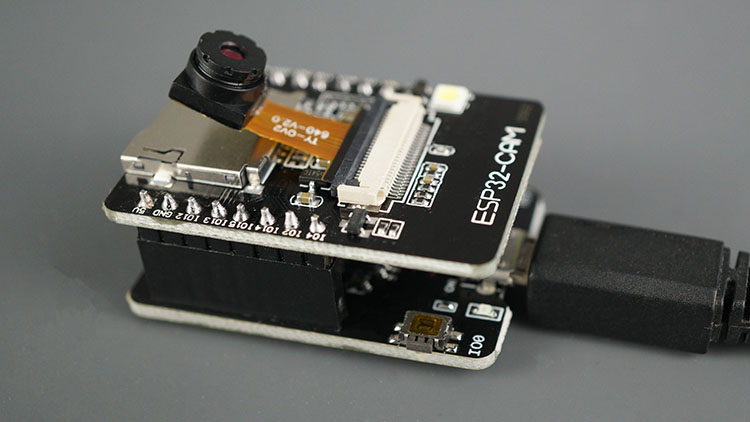 TY-OV2
640-V2.0
ESP32-CAM
5V
GND
IO12
IO13
IO15
IO14
IO2
IO4
IO0